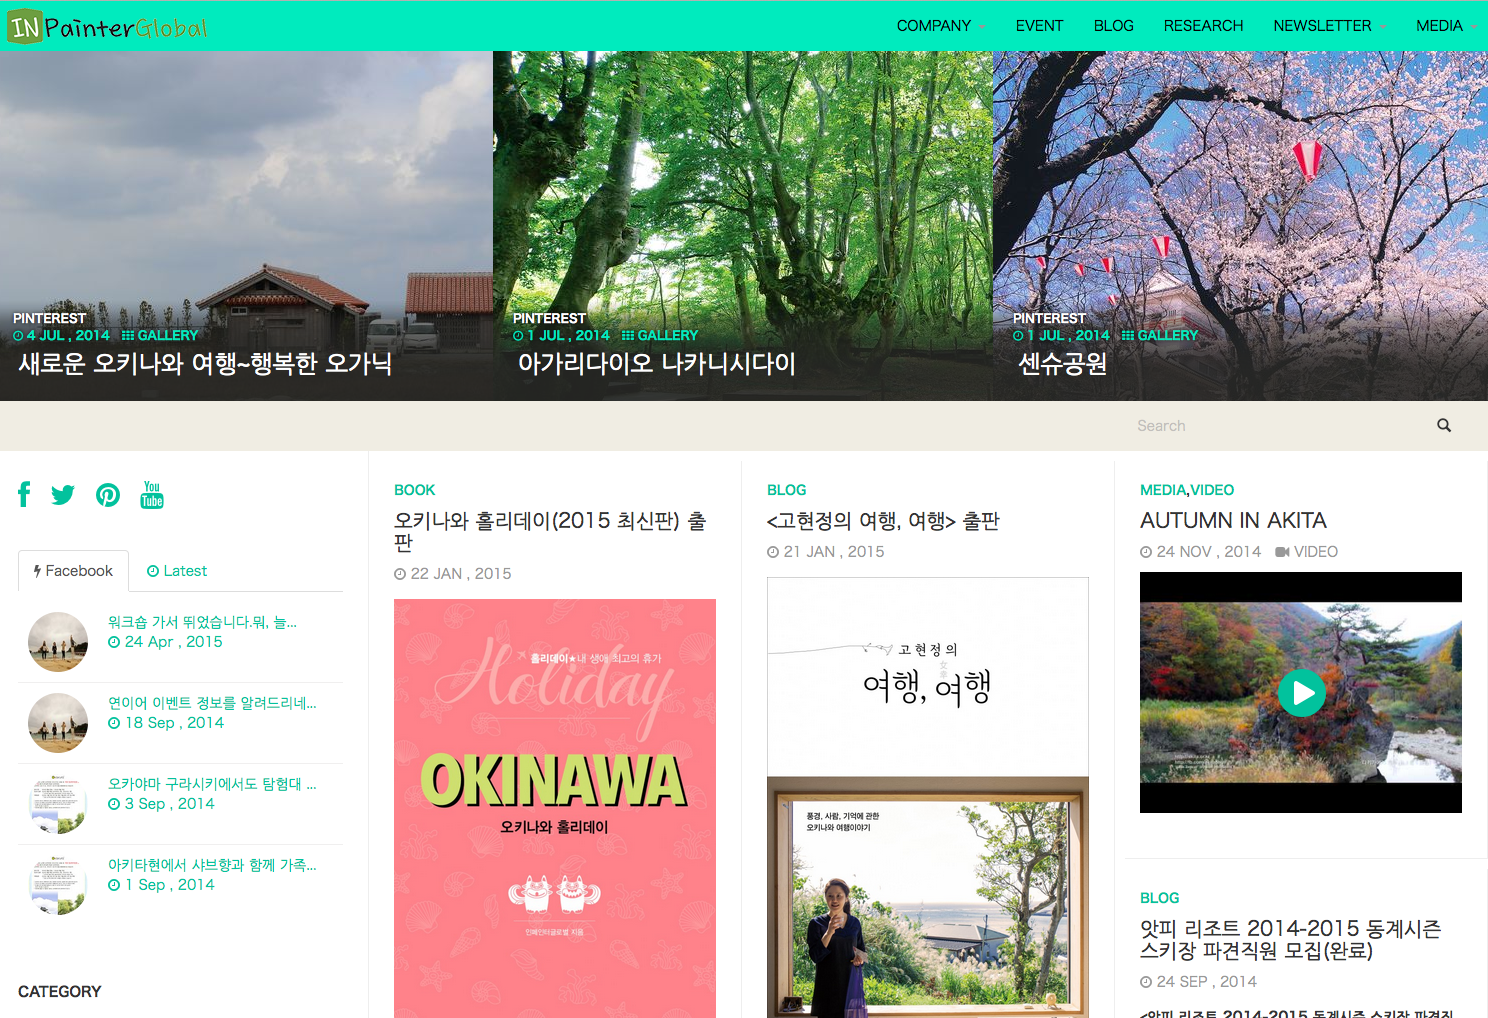 INPainterGlobal
COMPANY
EVENT
BLOG
RESEARCH
NEWSLETTER
MEDIA
PINTEREST
4 JUL , 2014 GALLERY
새로운 오키나와 여행~행복한 오가닉
PINTEREST
1 JUL , 2014 GALLERY
아가리다이오 나카니시다이
PINTEREST
1 JUL , 2014 GALLERY
센슈공원
Search
You
Tube
Facebook
Latest
워크숍 가서 뛰었습니다.뭐, 늘...
24 Apr , 2015
연이어 이벤트 정보를 알려드리네...
18 Sep , 2014
오카야마 구라시키에서도 탐험대 ...
3 Sep , 2014
아키타현에서 샤브향과 함께 가족...
1 Sep , 2014
CATEGORY
BOOK
오키나와 홀리데이(2015 최신판) 출
판
22 JAN , 2015
홀리데이★내 생애 최고의 휴가
Holiday
OKINAWA
오키나와 홀리데이
인페인터글로벌 지음
BLOG
<고현정의 여행, 여행> 출판
21 JAN , 2015
고현정의
여행, 여행
풍경, 사람, 기억에 관한
오키나와 여행이야기
MEDIA,VIDEO
AUTUMN IN AKITA
24 NOV , 2014 VIDEO
BLOG
앗피 리조트 2014-2015 동계시즌
스키장 파견직원 모집(완료)
24 SEP , 2014
<앗피 리조트 2014-2015 동계시즌 스키장 파견직